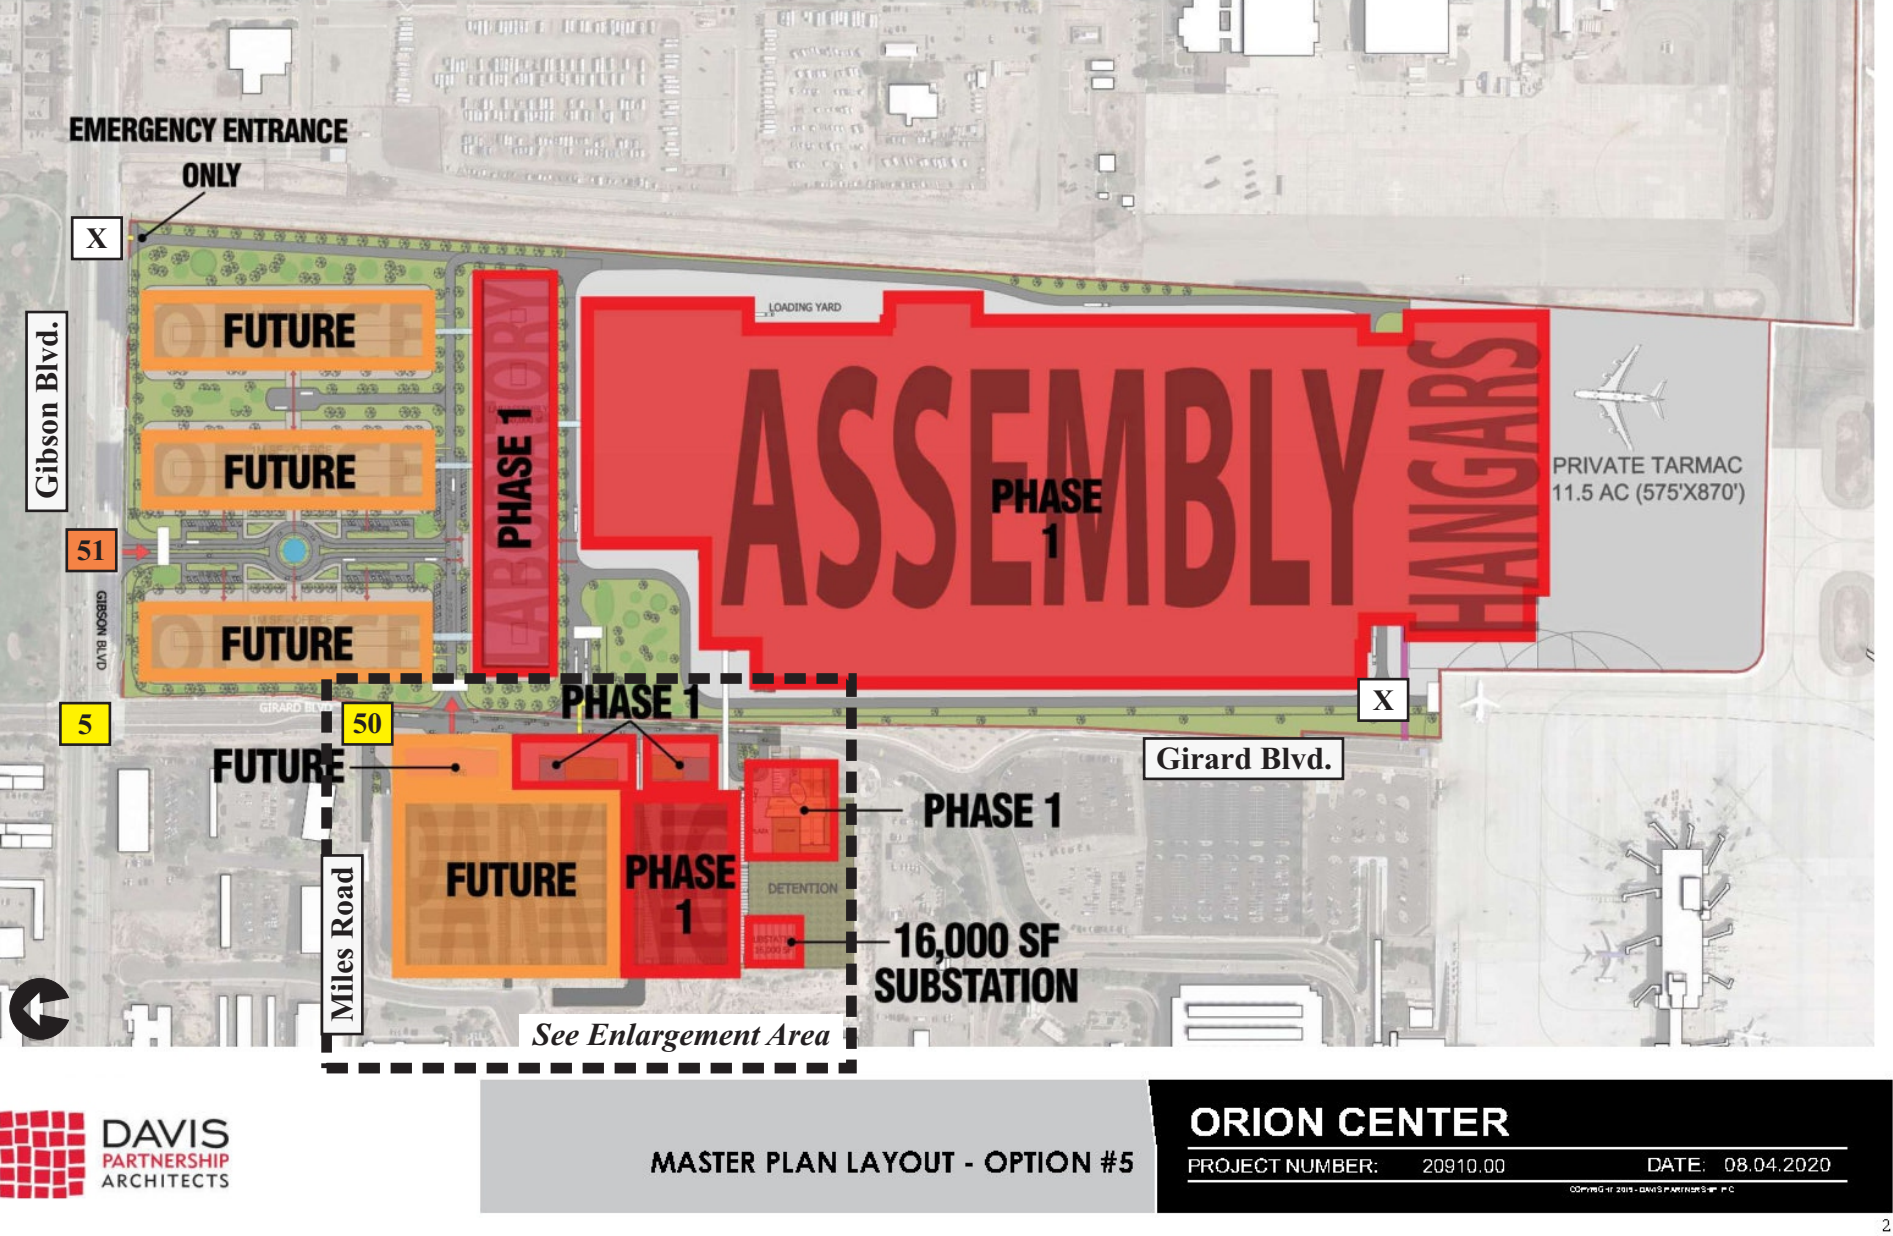 EMERGENCY ENTRANCE
ONLY
X
Gibson Blvd.
OFFICE
FUTURE
OFFICE
FUTURE
OFFICE
FUTURE
51
GIBSON BLVD
5
GIRARD BLVD
50
LABORATORY
PHASE 1
LOADING YARD
ASSEMBLY
PHASE
1
HANGARS
PRIVATE TARMAC
11.5 AC (575'X870')
X
Girard Blvd.
PHASE 1
FUTURE
PARKING
FUTURE
PHASE
1
PHASE 1
DETENTION
16,000 SF
SUBSTATION
Miles Road
See Enlargement Area
DAVIS
PARTNERSHIP
ARCHITECTS
MASTER PLAN LAYOUT - OPTION #5
ORION CENTER
PROJECT NUMBER: 20910.00
DATE: 08.04.2020
2